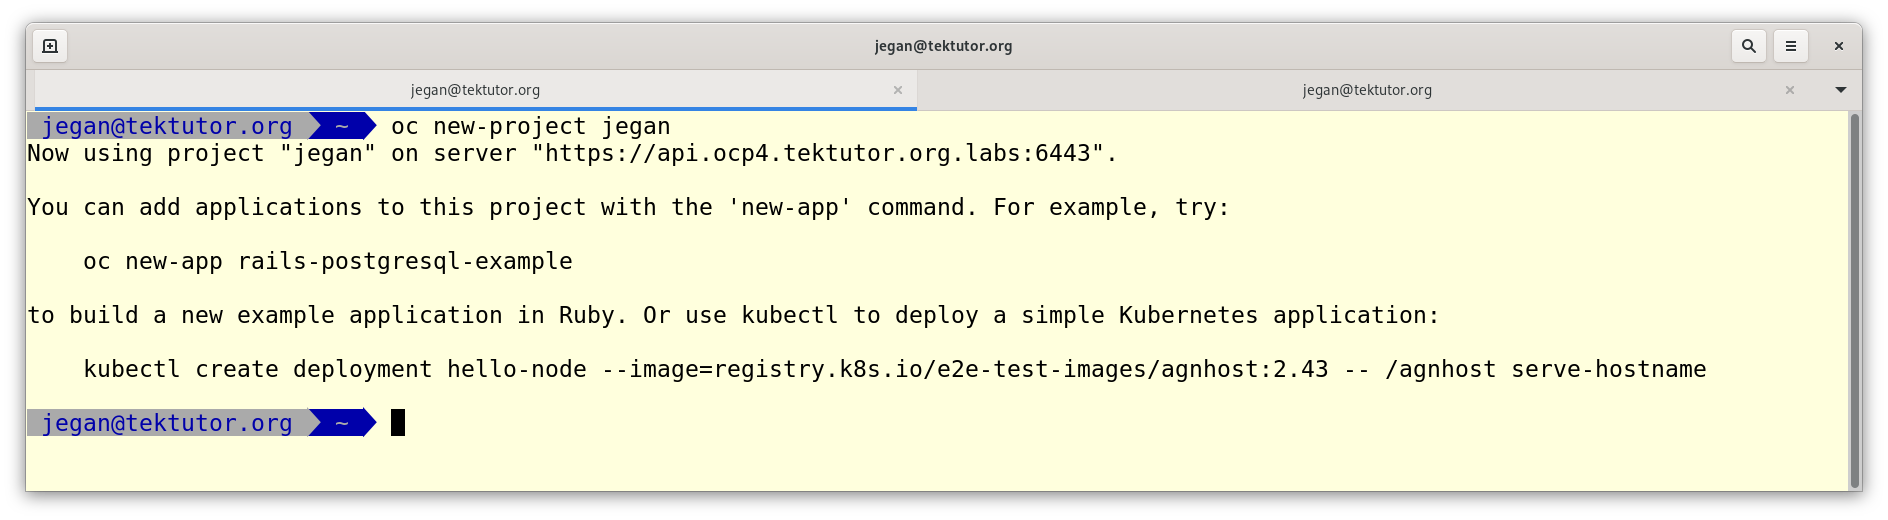 jegan@tektutor.org
jegan@tektutor.org
jegan@tektutor.org
jegan@tektutor.org ~ oc new-project jegan
Now using project "jegan" on server "https://api.ocp4.tektutor.org.labs:6443".
You can add applications to this project with the 'new-app' command. For example, try:
oc new-app rails-postgresql-example
to build a new example application in Ruby. Or use kubectl to deploy a simple Kubernetes application:
kubectl create deployment hello-node --image=registry.k8s.io/e2e-test-images/agnhost:2.43 -- /agnhost serve-hostname
jegan@tektutor.org ~